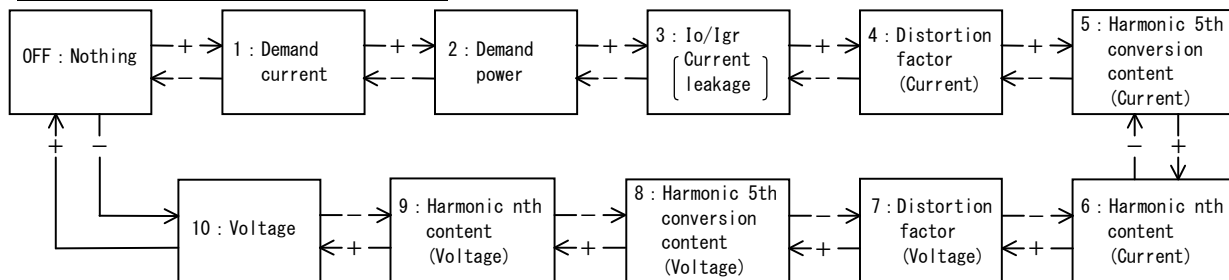 OFF：Nothing
+
−
1：Demand
current
+
−
2：Demand
power
+
−
3：Io/Igr
Current
leakage
+
−
4：Distortion
factor
(Current)
+
−
5：Harmonic 5th
conversion
content
(Current)
+
−
−
+
10：Voltage
−
+
9：Harmonic nth
content
(Voltage)
−
+
8：Harmonic 5th
conversion
content
(Voltage)
−
+
7：Distortion
factor
(Voltage)
−
+
6：Harmonic nth
content
(Current)